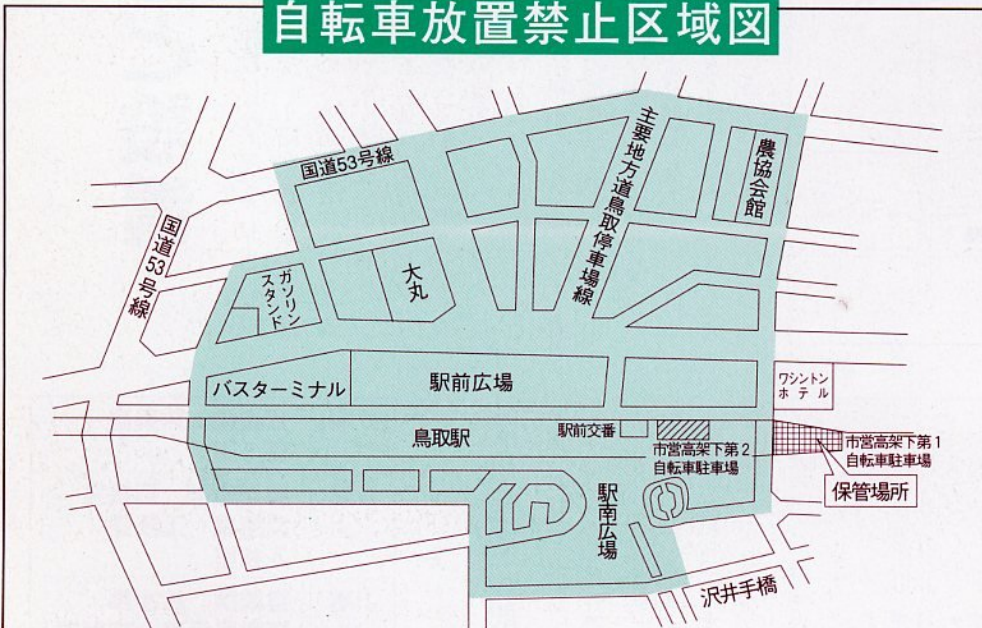 自転車放置禁止区域図
国道53号線
主要地方道鳥取停車場線
農協会館
国道53号線
ガソリン
スタンド
大丸
バスターミナル
駅前広場
ワシントン
ホテル
鳥取駅
駅前交番
市営高架下第2
自転車駐車場
市営高架下第1
自転車駐車場
保管場所
駅南広場
沢井手橋